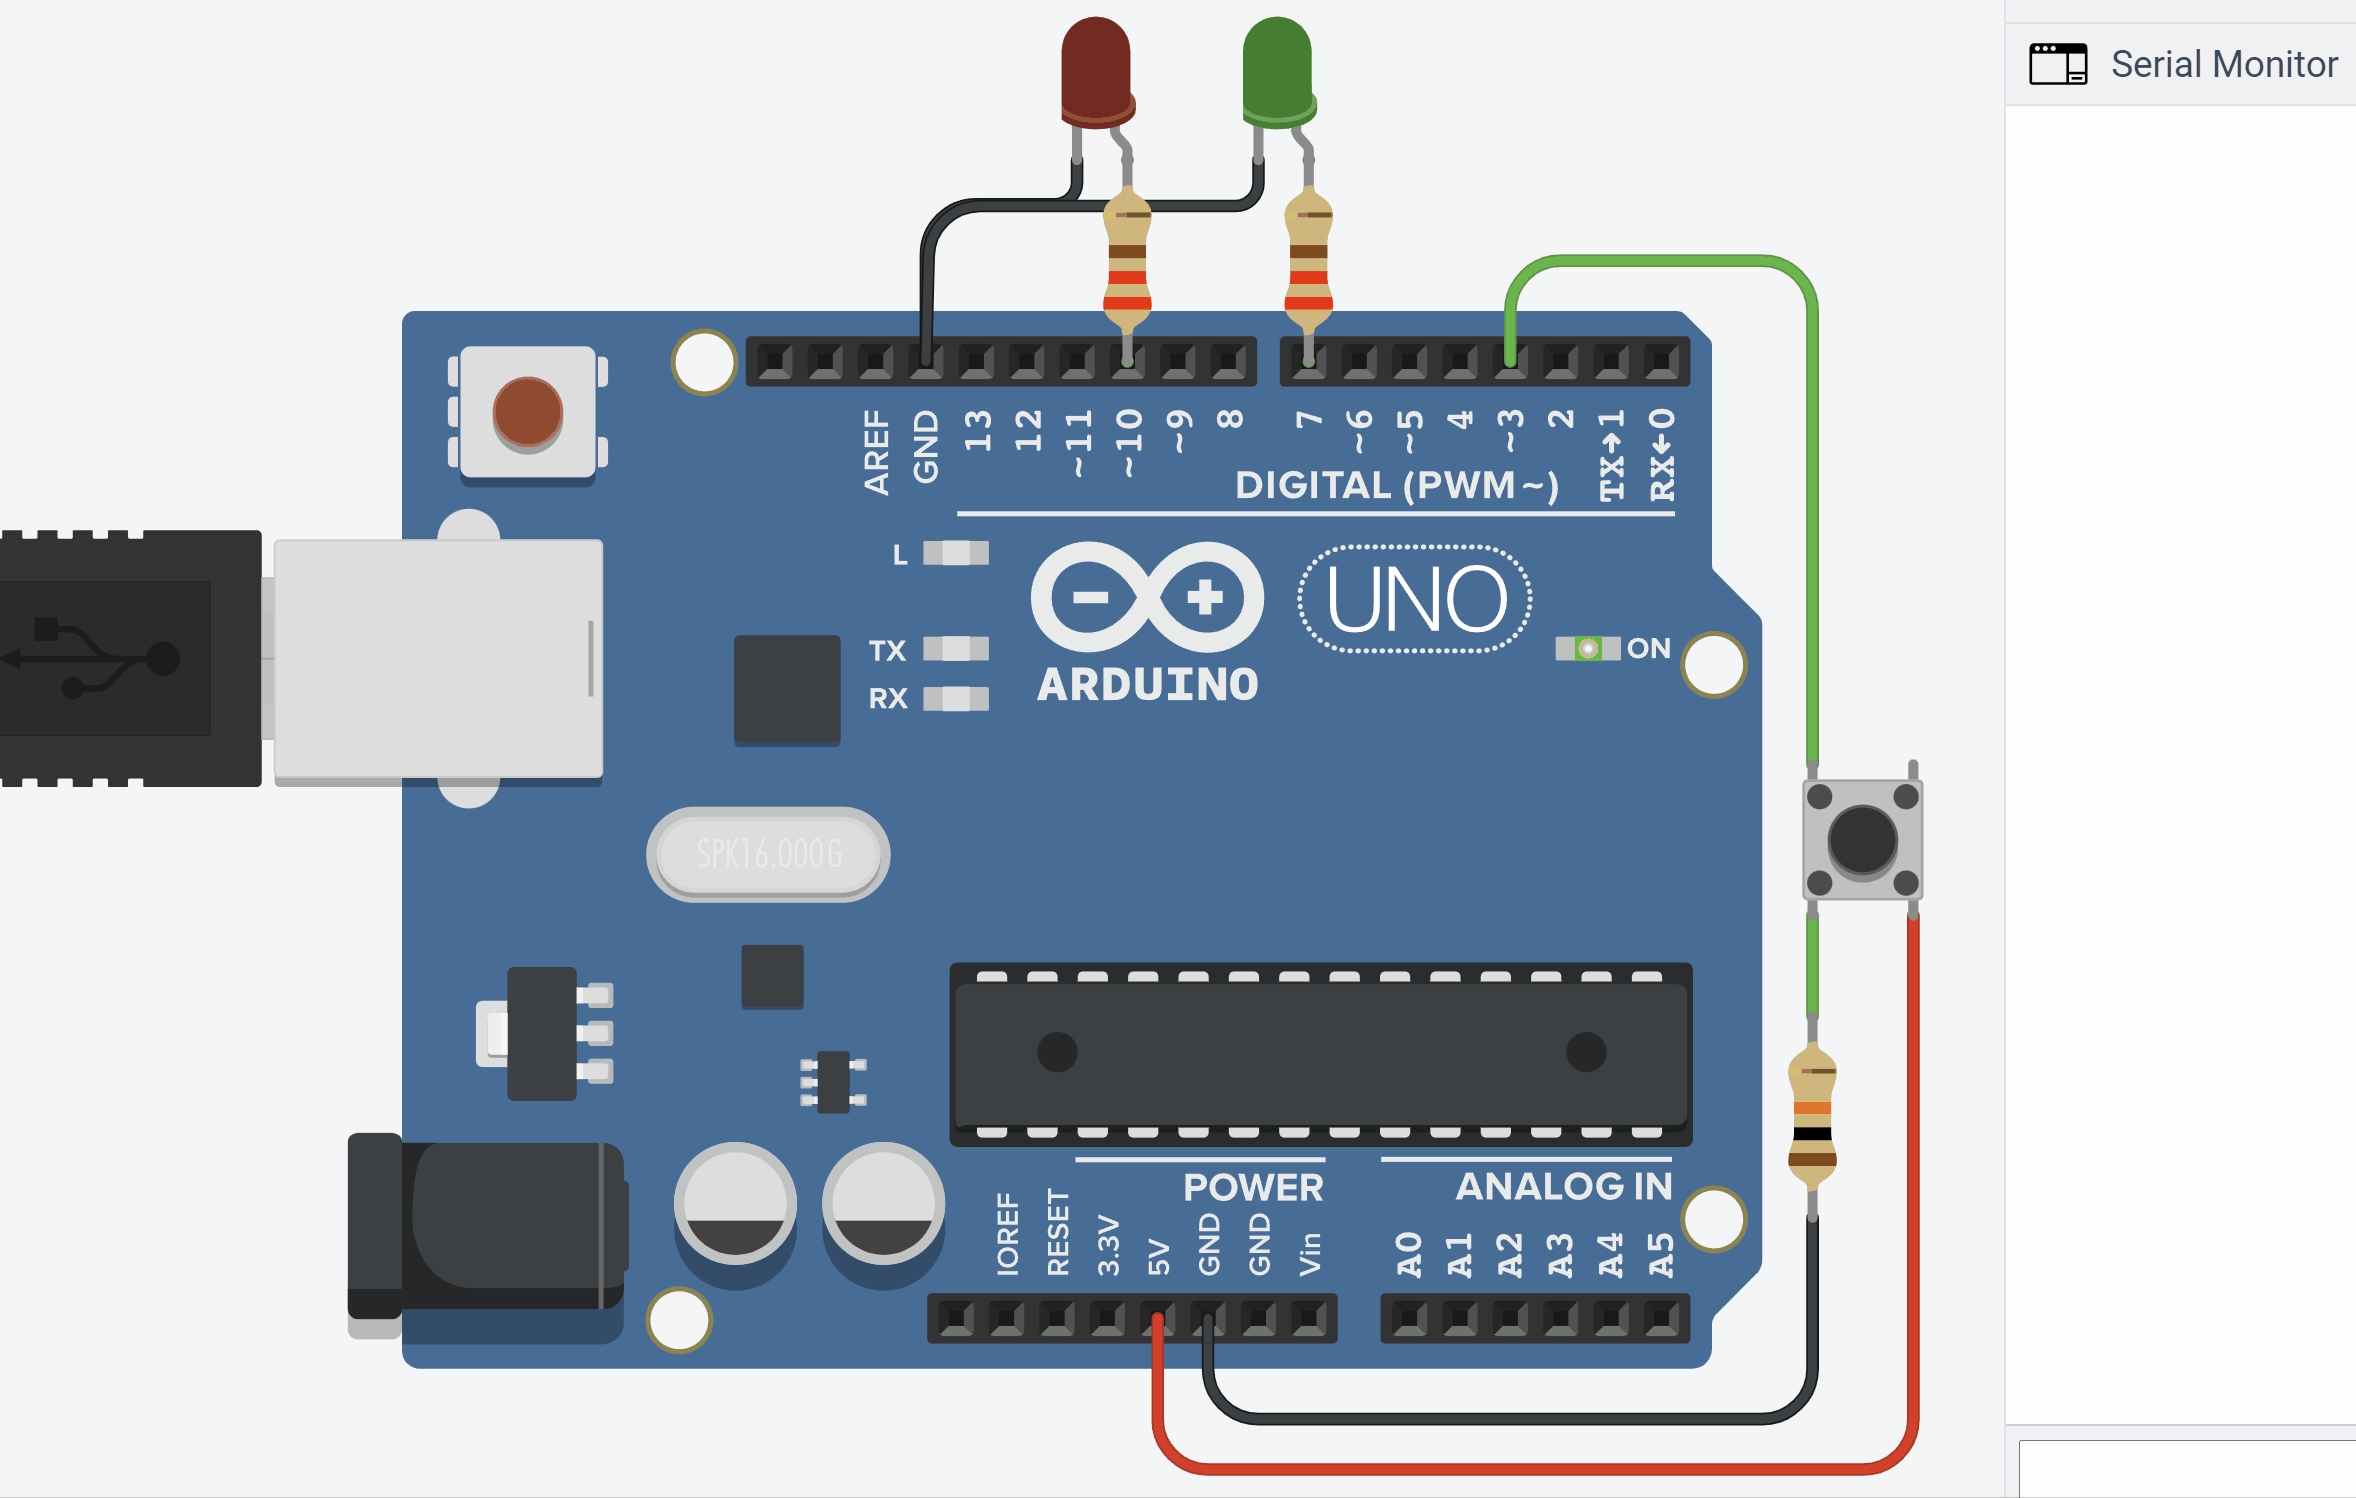 Serial Monitor
AREF
GND
13
12
~11
~10
~9
8
7
~6
~5
4
~3
2
TX→1
RX←0
DIGITAL (PWM ~)
L
TX
RX
UNO
ARDUINO
ON
SPK16.000G
POWER
ANALOG IN
IOREF
RESET
3.3V
5V
GND
GND
Vin
A0
A1
A2
A3
A4
A5